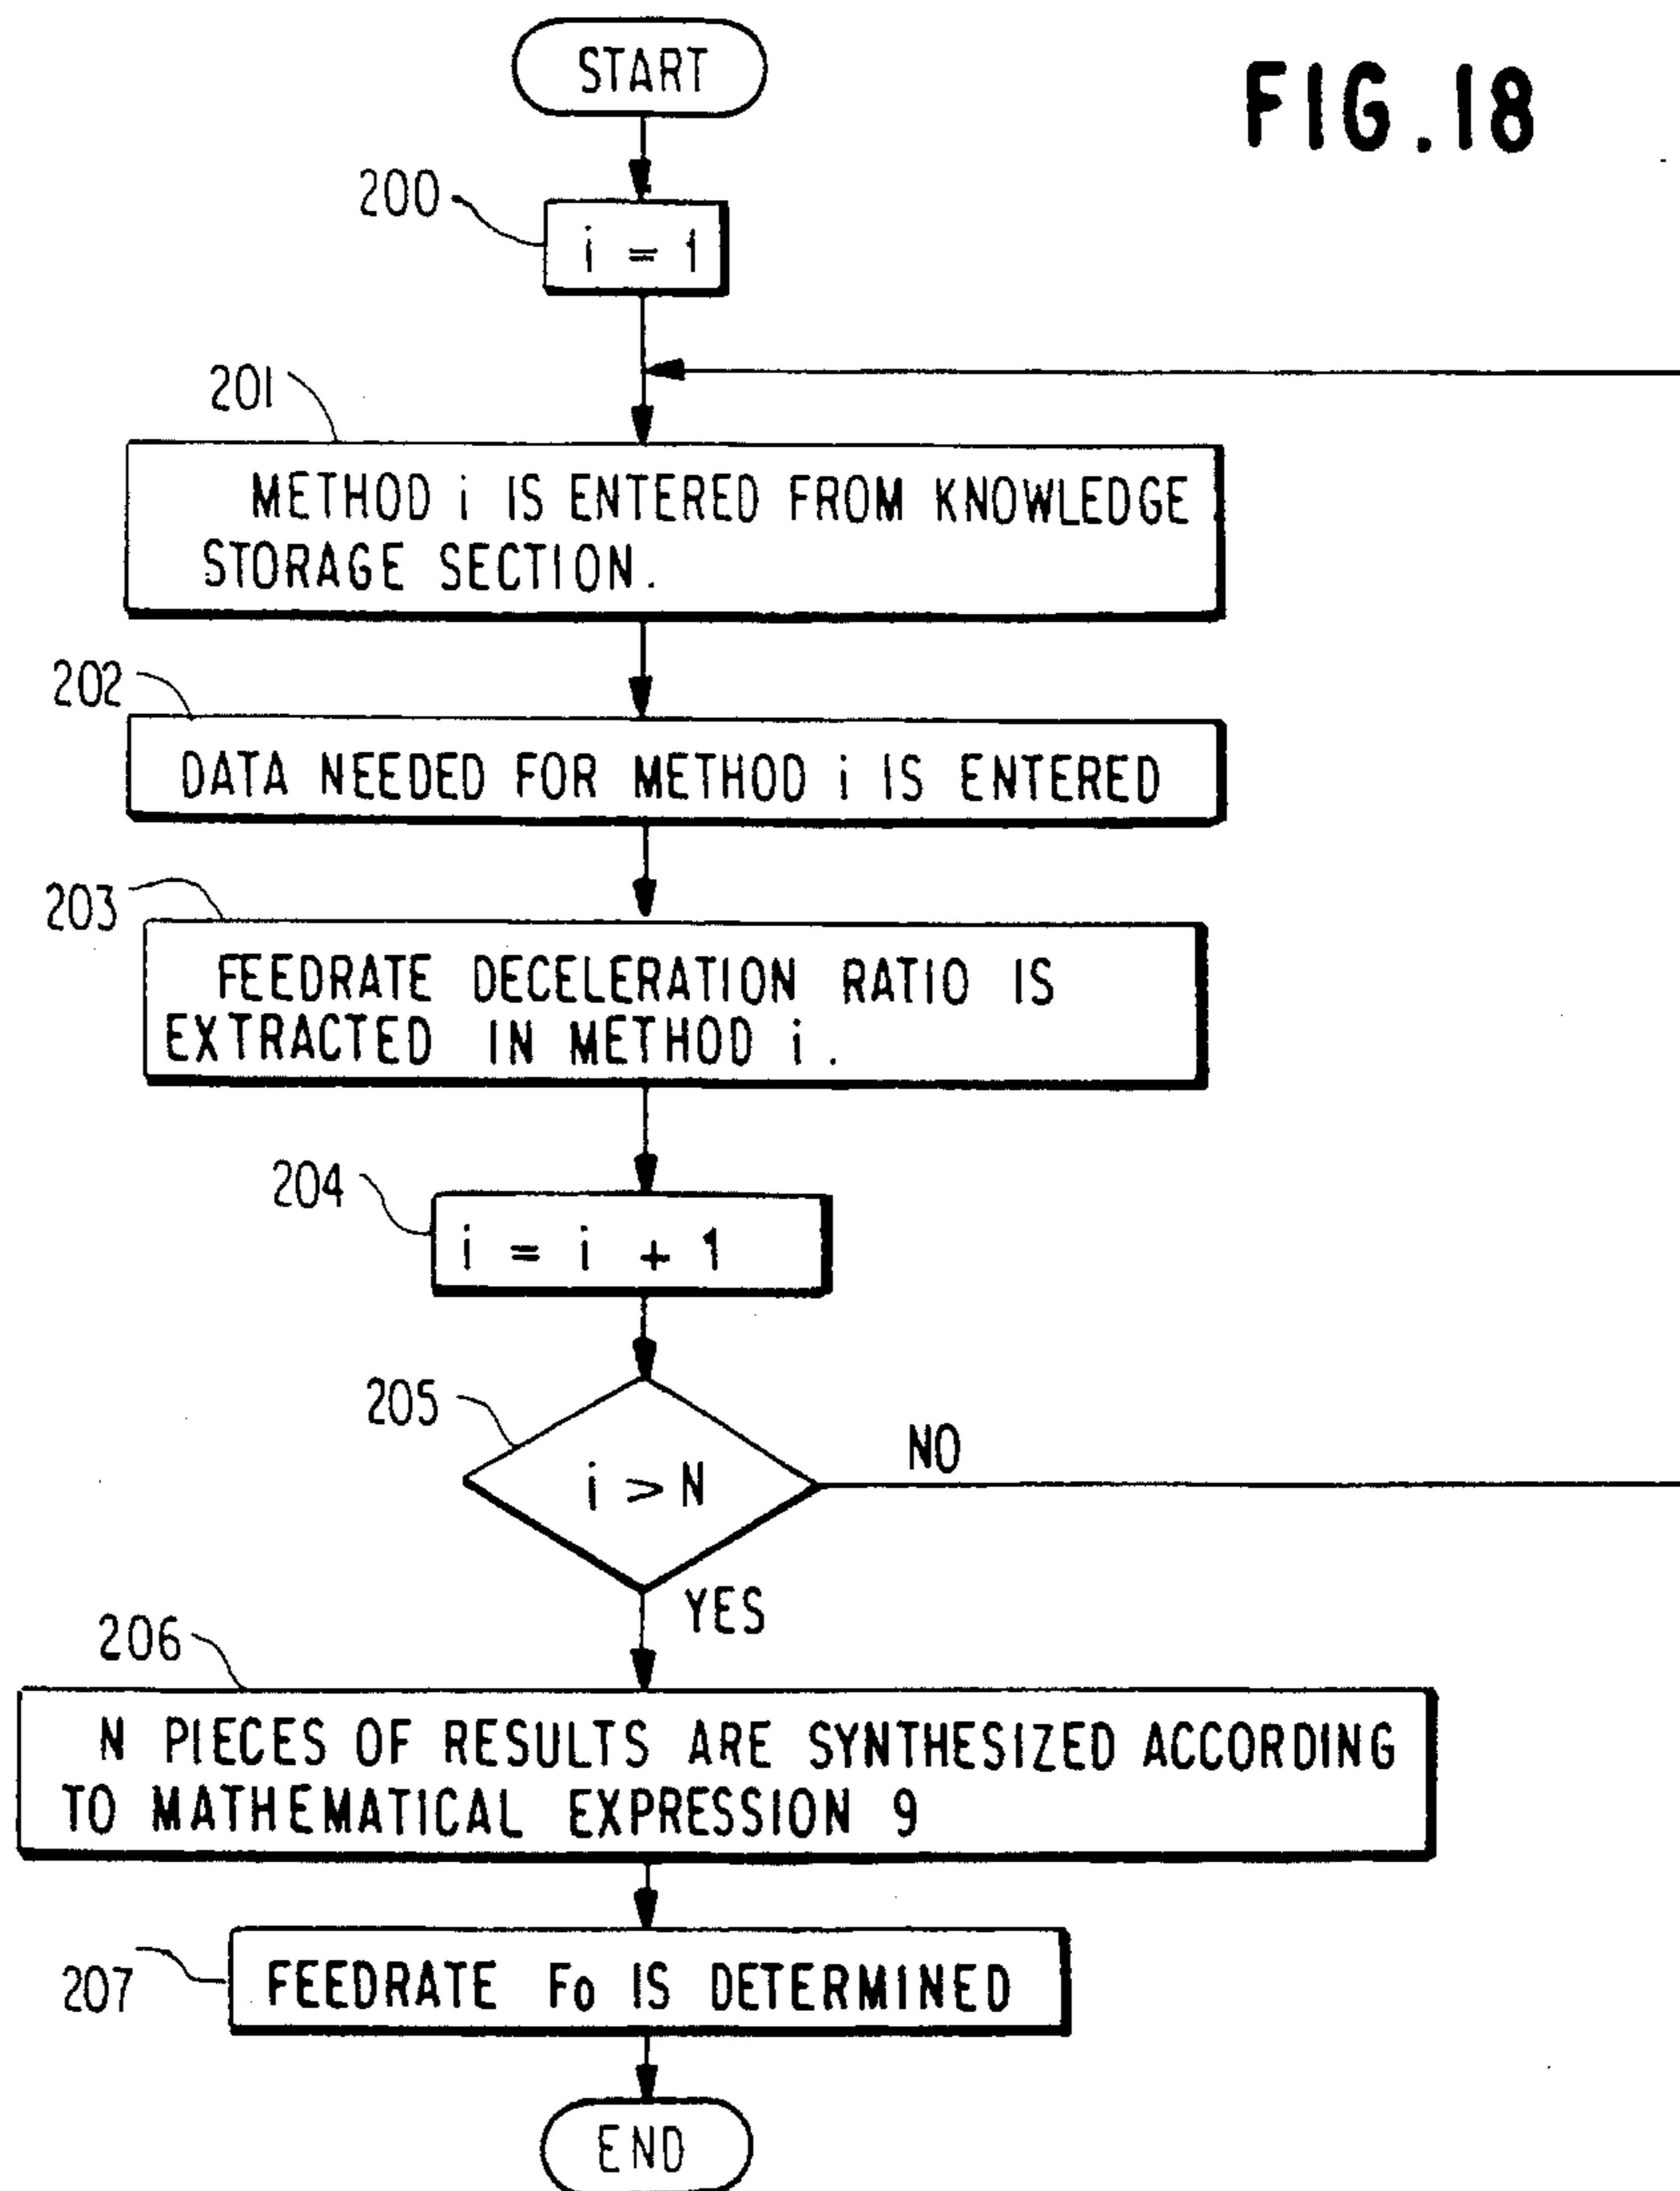 START
FIG.18
200
i = 1
201
METHOD i IS ENTERED FROM KNOWLEDGE
STORAGE SECTION.
202
DATA NEEDED FOR METHOD i IS ENTERED
203
FEEDRATE DECELERATION RATIO IS
EXTRACTED IN METHOD i.
204
i = i + 1
205
i > N
NO
YES
206
N PIECES OF RESULTS ARE SYNTHESIZED ACCORDING
TO MATHEMATICAL EXPRESSION 9
207
FEEDRATE Fo IS DETERMINED
END